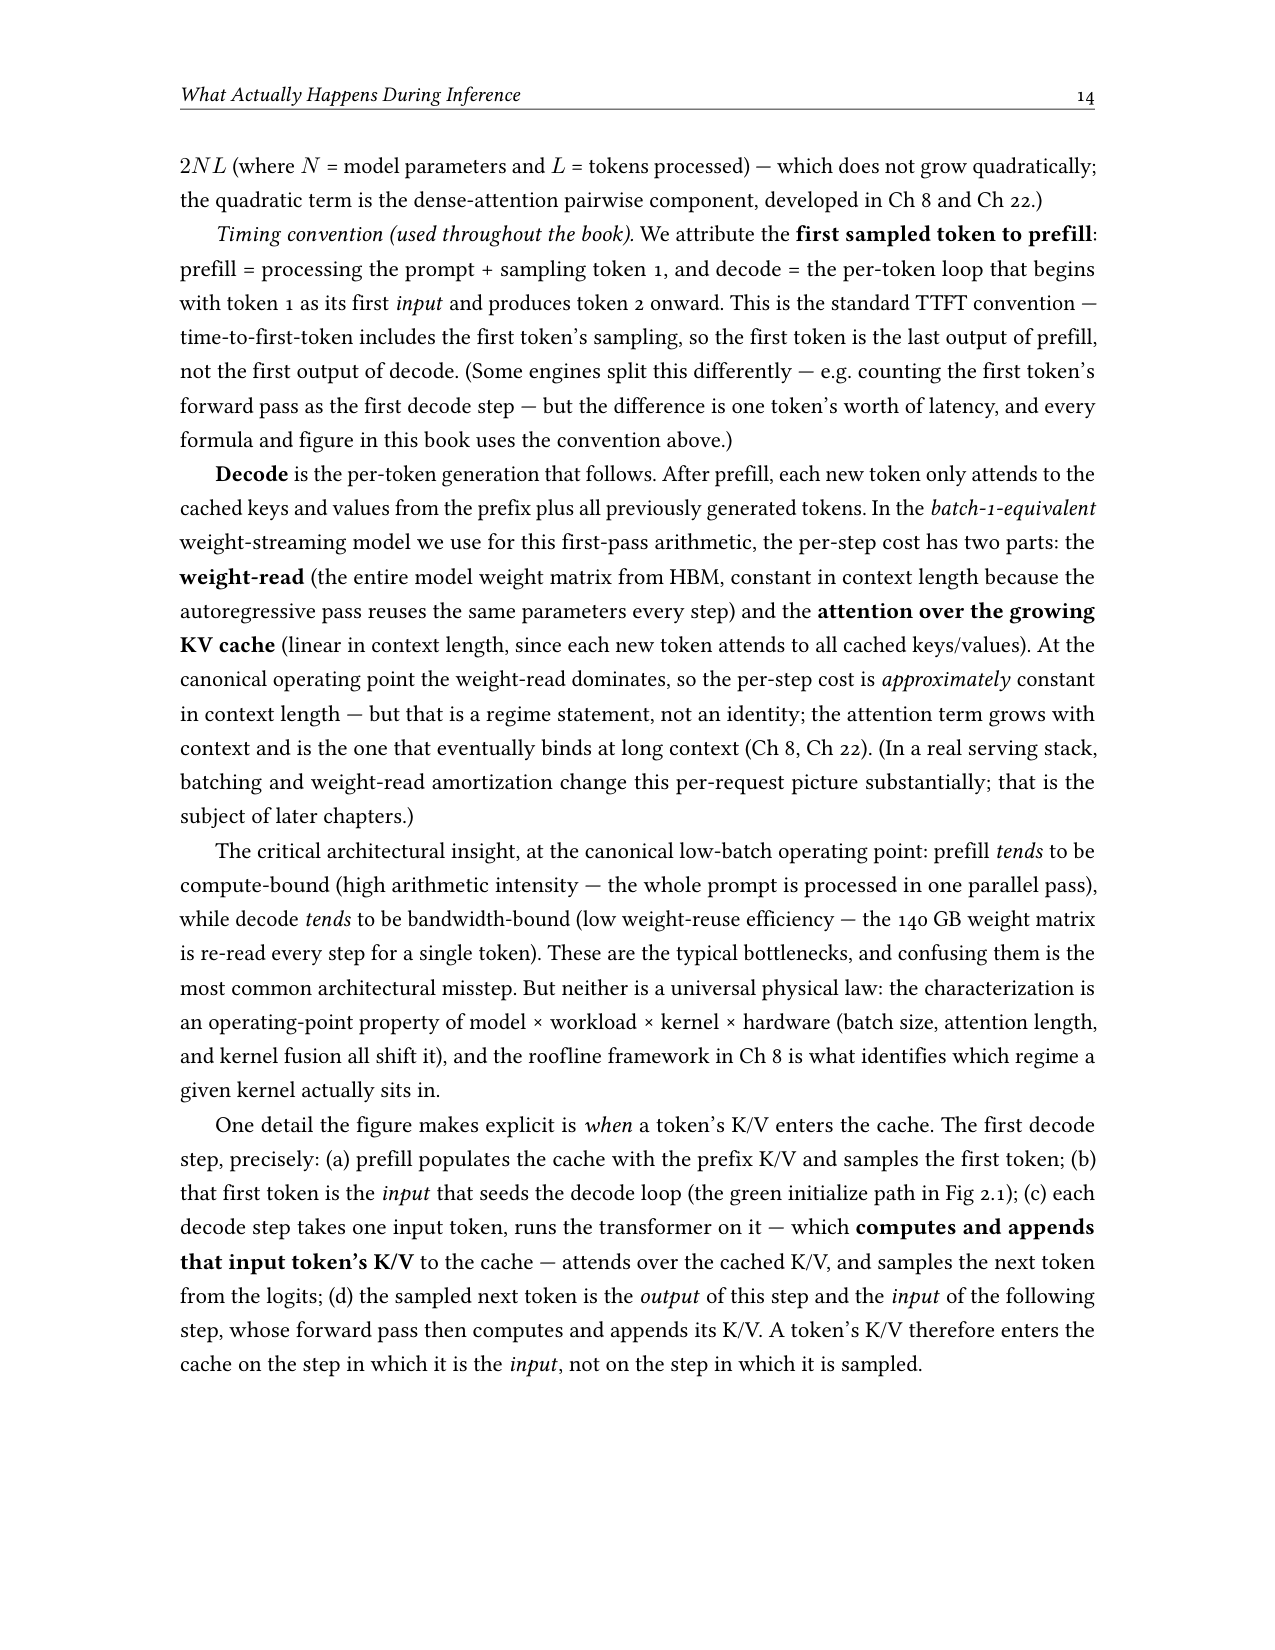 What Actually Happens During Inference 14
2NL (where N = model parameters and L = tokens processed) — which does not grow quadratically;
the quadratic term is the dense-attention pairwise component, developed in Ch 8 and Ch 22.)
Timing convention (used throughout the book). We attribute the first sampled token to prefill:
prefill = processing the prompt + sampling token 1, and decode = the per-token loop that begins
with token 1 as its first input and produces token 2 onward. This is the standard TTFT convention —
time-to-first-token includes the first token’s sampling, so the first token is the last output of prefill,
not the first output of decode. (Some engines split this differently — e.g. counting the first token’s
forward pass as the first decode step — but the difference is one token’s worth of latency, and every
formula and figure in this book uses the convention above.)
Decode is the per-token generation that follows. After prefill, each new token only attends to the
cached keys and values from the prefix plus all previously generated tokens. In the batch-1-equivalent
weight-streaming model we use for this first-pass arithmetic, the per-step cost has two parts: the
weight-read (the entire model weight matrix from HBM, constant in context length because the
autoregressive pass reuses the same parameters every step) and the attention over the growing
KV cache (linear in context length, since each new token attends to all cached keys/values). At the
canonical operating point the weight-read dominates, so the per-step cost is approximately constant
in context length — but that is a regime statement, not an identity; the attention term grows with
context and is the one that eventually binds at long context (Ch 8, Ch 22). (In a real serving stack,
batching and weight-read amortization change this per-request picture substantially; that is the
subject of later chapters.)
The critical architectural insight, at the canonical low-batch operating point: prefill tends to be
compute-bound (high arithmetic intensity — the whole prompt is processed in one parallel pass),
while decode tends to be bandwidth-bound (low weight-reuse efficiency — the 140 GB weight matrix
is re-read every step for a single token). These are the typical bottlenecks, and confusing them is the
most common architectural misstep. But neither is a universal physical law: the characterization is
an operating-point property of model × workload × kernel × hardware (batch size, attention length,
and kernel fusion all shift it), and the roofline framework in Ch 8 is what identifies which regime a
given kernel actually sits in.
One detail the figure makes explicit is when a token’s K/V enters the cache. The first decode
step, precisely: (a) prefill populates the cache with the prefix K/V and samples the first token; (b)
that first token is the input that seeds the decode loop (the green initialize path in Fig 2.1); (c) each
decode step takes one input token, runs the transformer on it — which computes and appends
that input token’s K/V to the cache — attends over the cached K/V, and samples the next token
from the logits; (d) the sampled next token is the output of this step and the input of the following
step, whose forward pass then computes and appends its K/V. A token’s K/V therefore enters the
cache on the step in which it is the input, not on the step in which it is sampled.